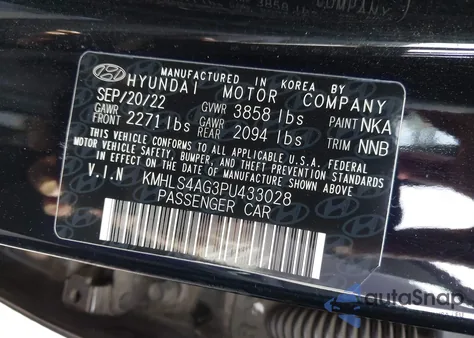 MANUFACTURED IN KOREA BY
HYUNDAI MOTOR COMPANY
SEP/20/22 GVWR 3858 lbs PAINT NKA
GAWR FRONT 2271 lbs GAWR REAR 2094 lbs TRIM NNB
THIS VEHICLE CONFORMS TO ALL APPLICABLE U.S.A. FEDERAL
MOTOR VEHICLE SAFETY, BUMPER, AND THEFT PREVENTION STANDARDS
IN EFFECT ON THE DATE OF MANUFACTURE SHOWN ABOVE.
V.I.N KMHLS4AG3PU433028
PASSENGER CAR
autoSnap